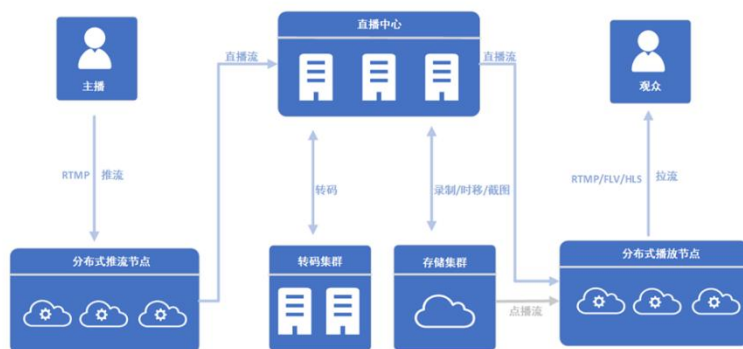 直播中心
直播流
直播流
主播
观众
RTMP
推流
转码
录制/时移/截图
RTMP/FLV/HLS
拉流
分布式推流节点
转码集群
存储集群
分布式播放节点
点播流